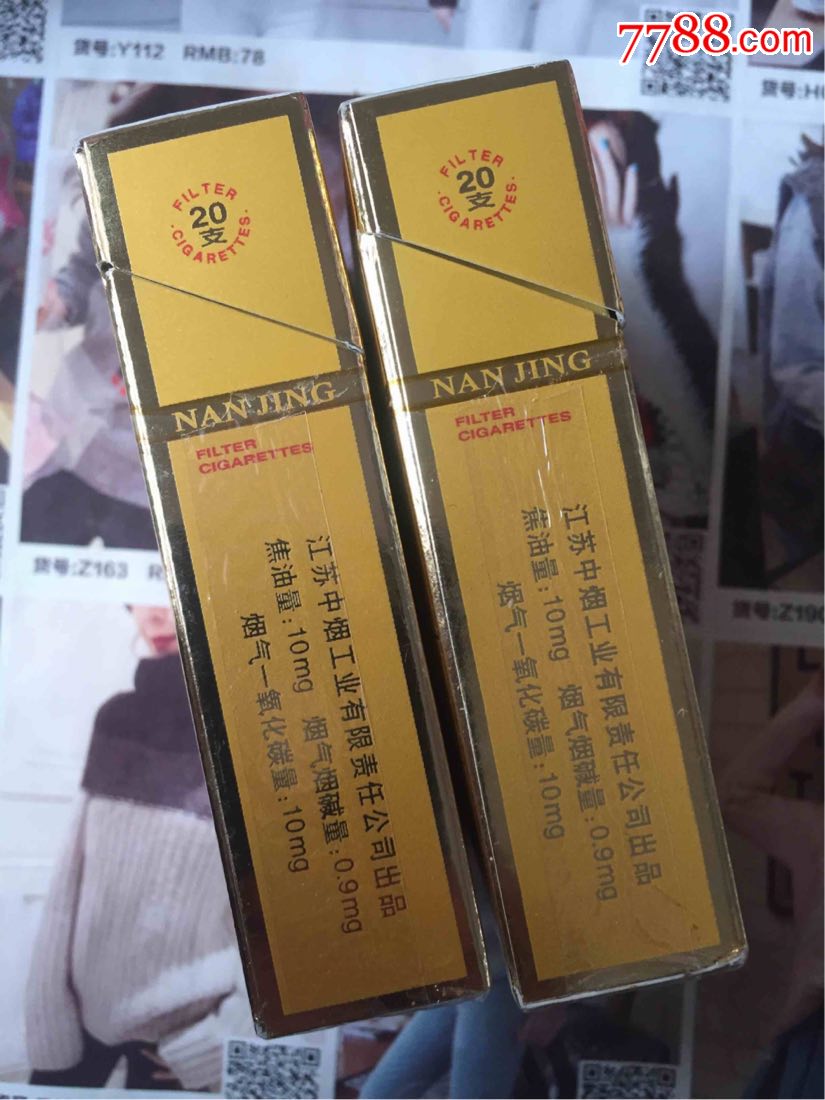 7788.com
货号:Y112 RMB:78
FILTER
20
支
·CIGARETTES·
NAN JING
FILTER
CIGARETTES
江苏中烟工业有限责任公司出品
焦油量:10mg 烟气烟碱量:0.9mg
烟气一氧化碳量:10mg
FILTER
20
支
·CIGARETTES·
NAN JING
FILTER
CIGARETTES
江苏中烟工业有限责任公司出品
焦油量:10mg 烟气烟碱量:0.9mg
烟气一氧化碳量:10mg
货号:H
货号:Z163 R
货号:Z190